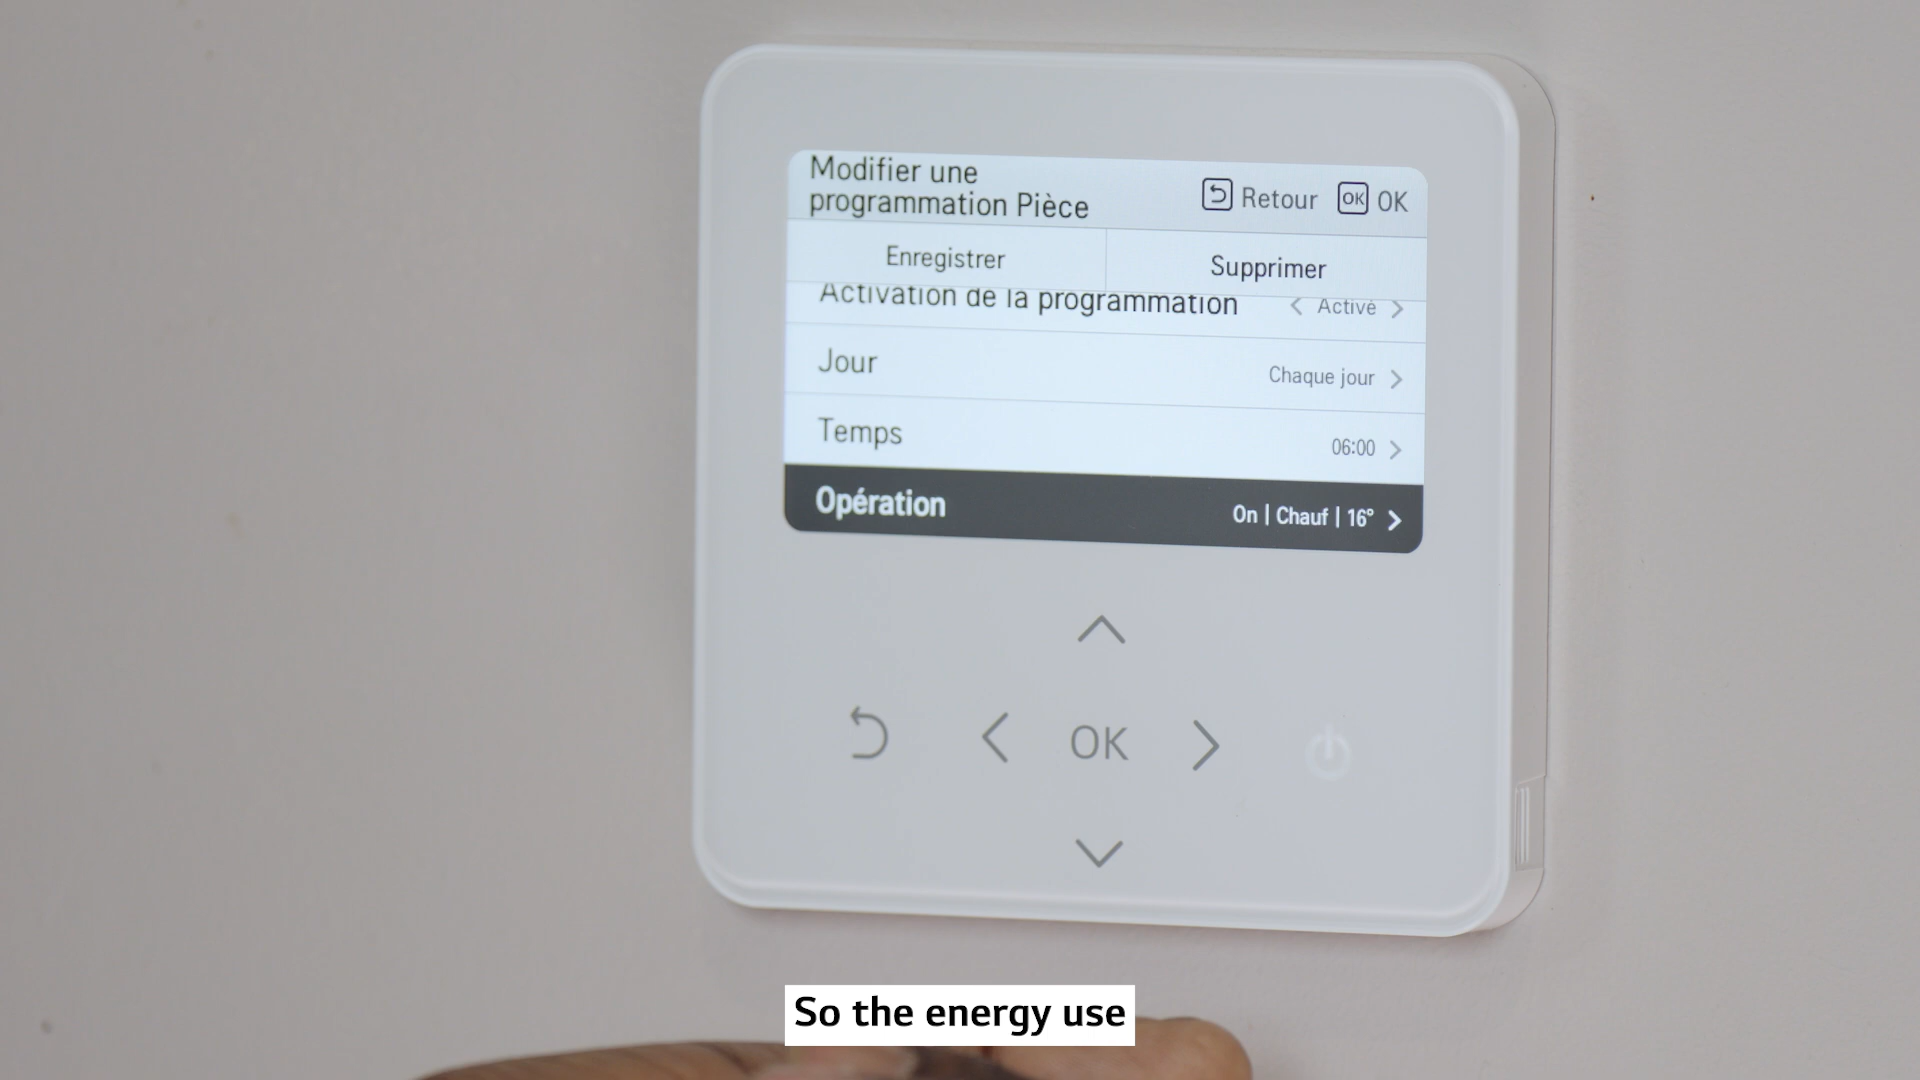 Modifier une
programmation Pièce
Retour OK OK
Enregistrer Supprimer
Activation de la programmation Activé
Jour Chaque jour
Temps 06:00
Opération On | Chauf | 16°
OK
So the energy use